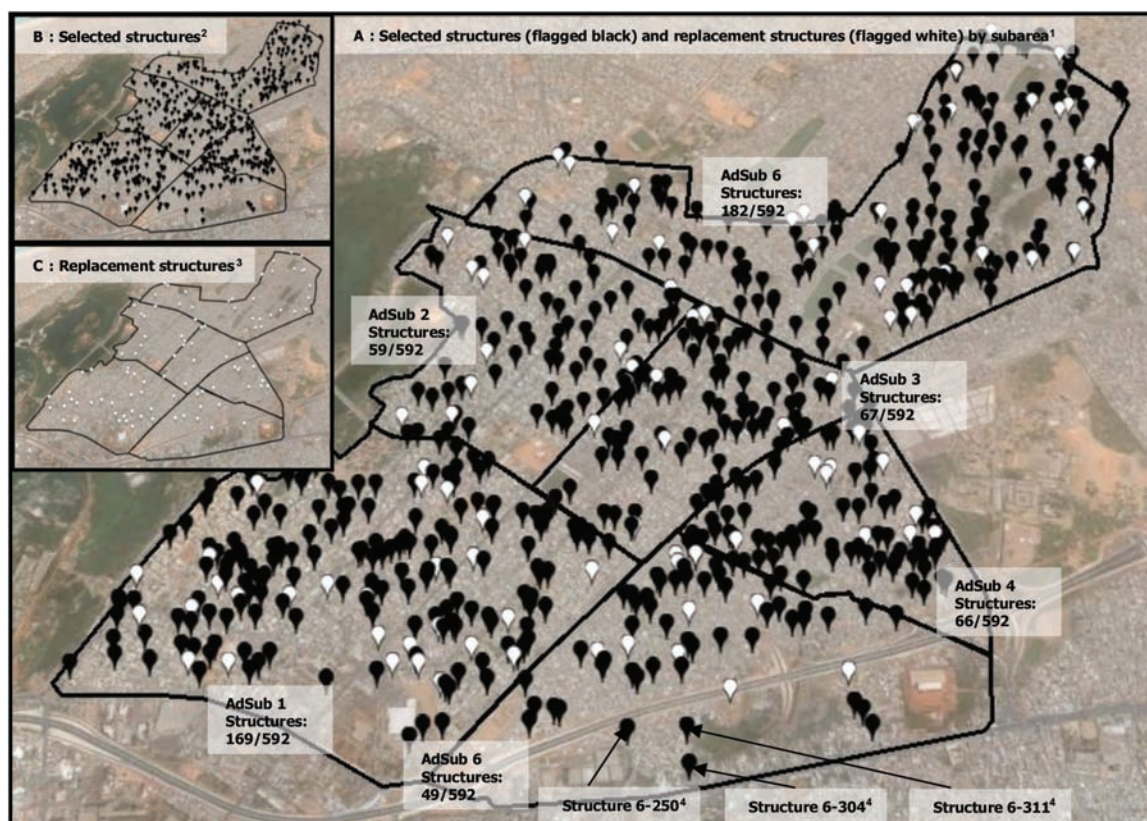 B : Selected structures²
A : Selected structures (flagged black) and replacement structures (flagged white) by subarea¹
C : Replacement structures³
AdSub 6
Structures:
182/592
AdSub 2
Structures:
59/592
AdSub 3
Structures:
67/592
AdSub 4
Structures:
66/592
AdSub 1
Structures:
169/592
AdSub 6
Structures:
49/592
Structure 6-250⁴
Structure 6-304⁴
Structure 6-311⁴